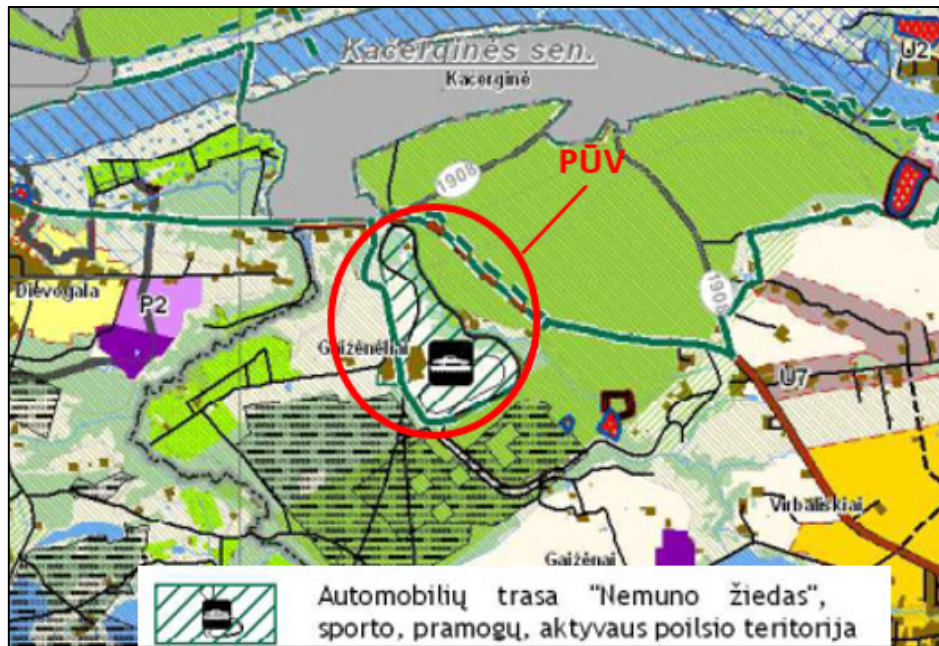 Kačerginės sen.
Kačerginė
U2
PŪV
1908
Dievogala
P2
1908
Gaižėnėliai
U7
Virbališkiai
Gaižėnai
Automobilių trasa "Nemuno žiedas",
sporto, pramogų, aktyvaus poilsio teritorija